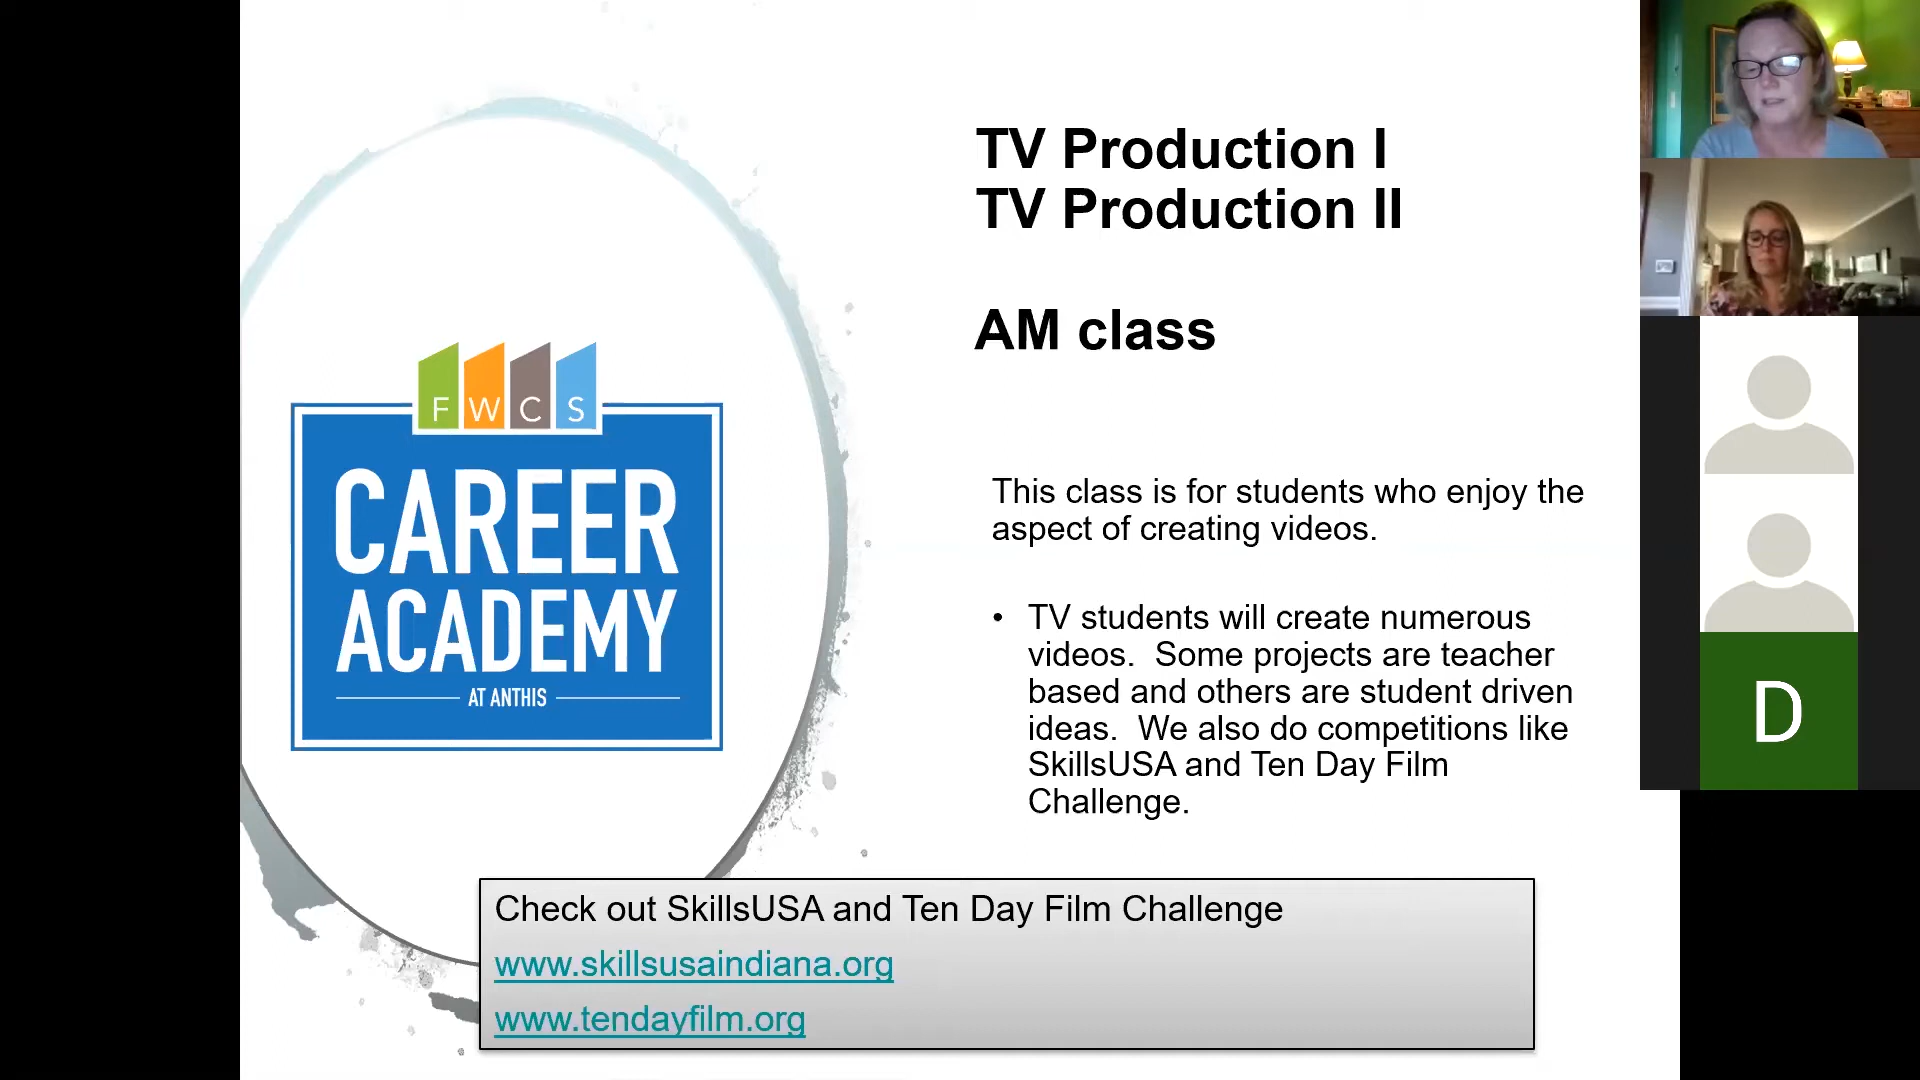 TV Production I
TV Production II
AM class
F W C S
CAREER
ACADEMY
AT ANTHIS
This class is for students who enjoy the
aspect of creating videos.
• TV students will create numerous
videos.  Some projects are teacher
based and others are student driven
ideas.  We also do competitions like
SkillsUSA and Ten Day Film
Challenge.
D
Check out SkillsUSA and Ten Day Film Challenge
www.skillsusaindiana.org
www.tendayfilm.org